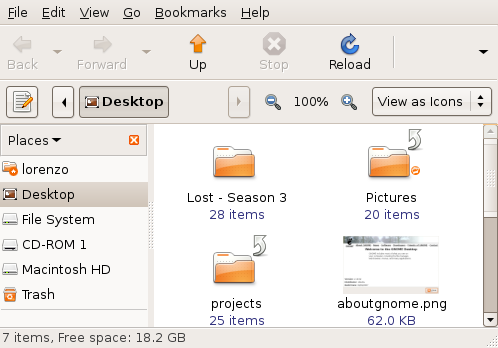 File Edit View Go Bookmarks Help
Back Forward Up Stop Reload
Desktop 100% View as Icons
Places
lorenzo
Desktop
File System
CD-ROM 1
Macintosh HD
Trash
Lost - Season 3
28 items
Pictures
20 items
projects
25 items
aboutgnome.png
62.0 KB
7 items, Free space: 18.2 GB